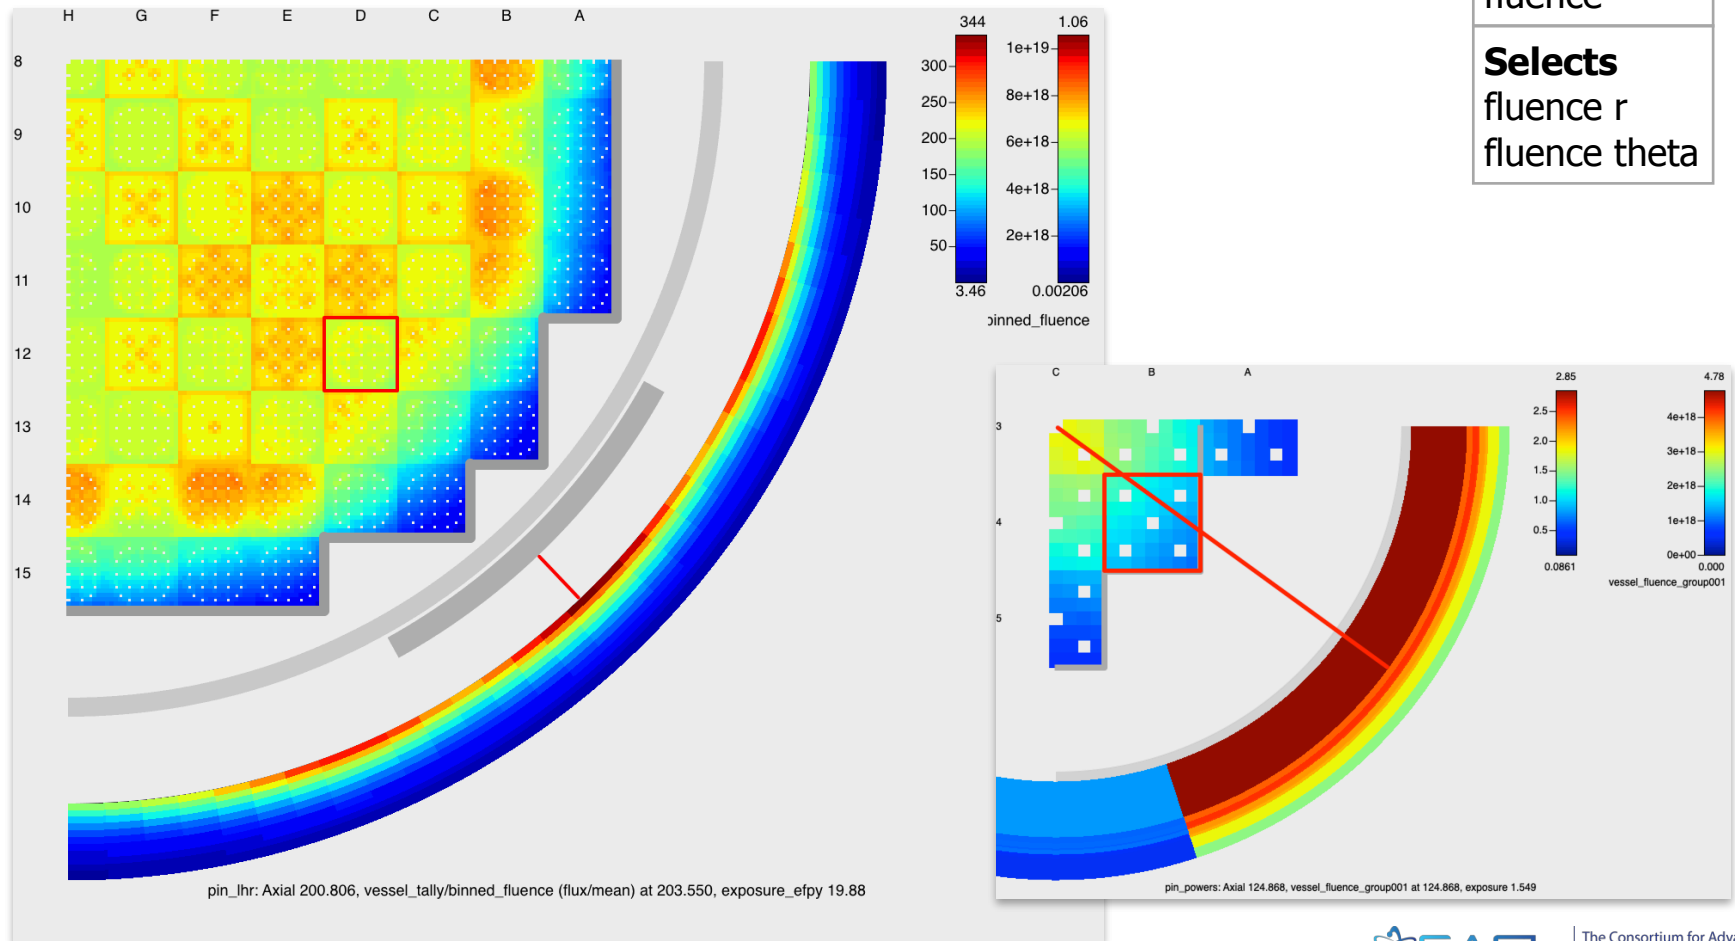 fluence
Selects
fluence r
fluence theta
H G F E D C B A
8
9
10
11
12
13
14
15
344
300
250
200
150
100
50
3.46
1.06
1e+19
8e+18
6e+18
4e+18
2e+18
0.00206
binned_fluence
pin_lhr: Axial 200.806, vessel_tally/binned_fluence (flux/mean) at 203.550, exposure_efpy 19.88
C B A
3
4
5
2.85
2.5
2.0
1.5
1.0
0.5
0.0861
4.78
4e+18
3e+18
2e+18
1e+18
0e+00
0.000
vessel_fluence_group001
pin_powers: Axial 124.868, vessel_fluence_group001 at 124.868, exposure 1.549
The Consortium for Adva